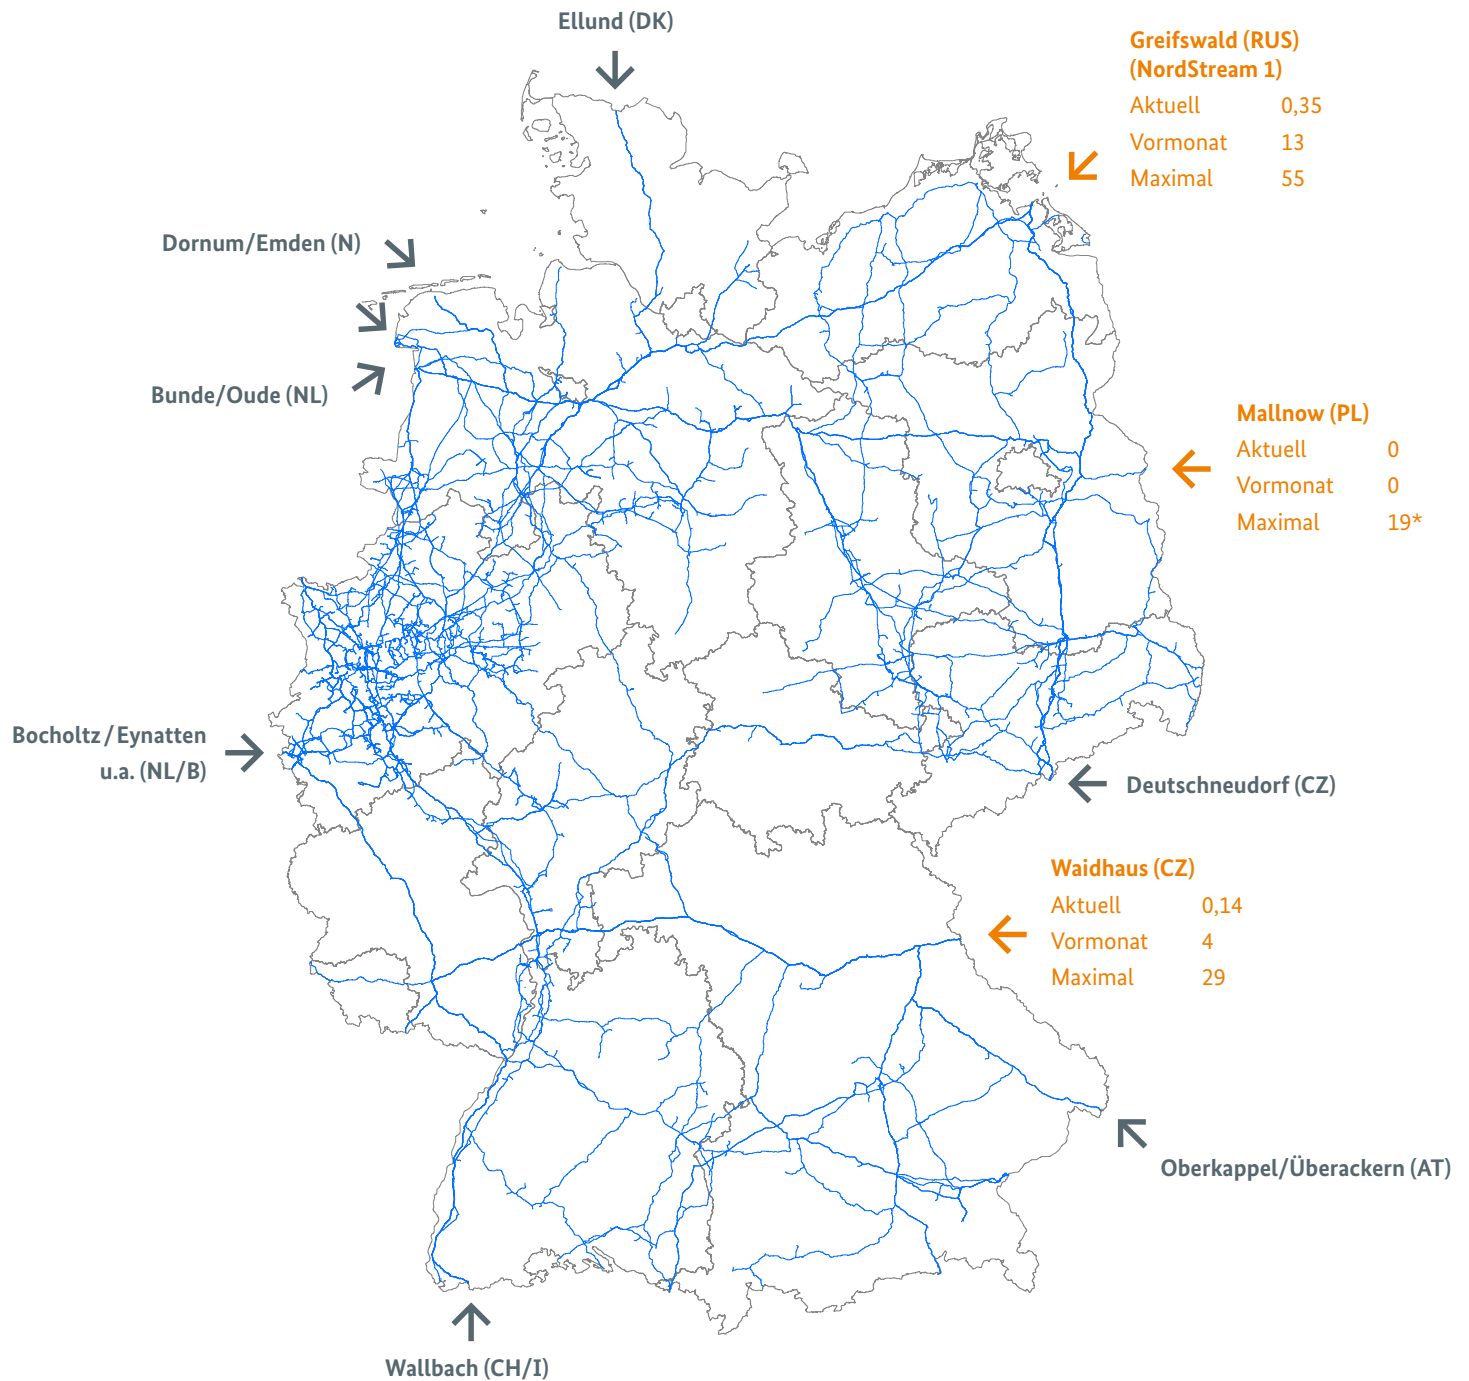 Ellund (DK)
Greifswald (RUS)
(NordStream 1)
Aktuell 0,35
Vormonat 13
Maximal 55
Dornum/Emden (N)
Bunde/Oude (NL)
Mallnow (PL)
Aktuell 0
Vormonat 0
Maximal 19*
Bocholtz / Eynatten
u.a. (NL/B)
Deutschneudorf (CZ)
Waidhaus (CZ)
Aktuell 0,14
Vormonat 4
Maximal 29
Oberkappel/Überackern (AT)
Wallbach (CH/I)